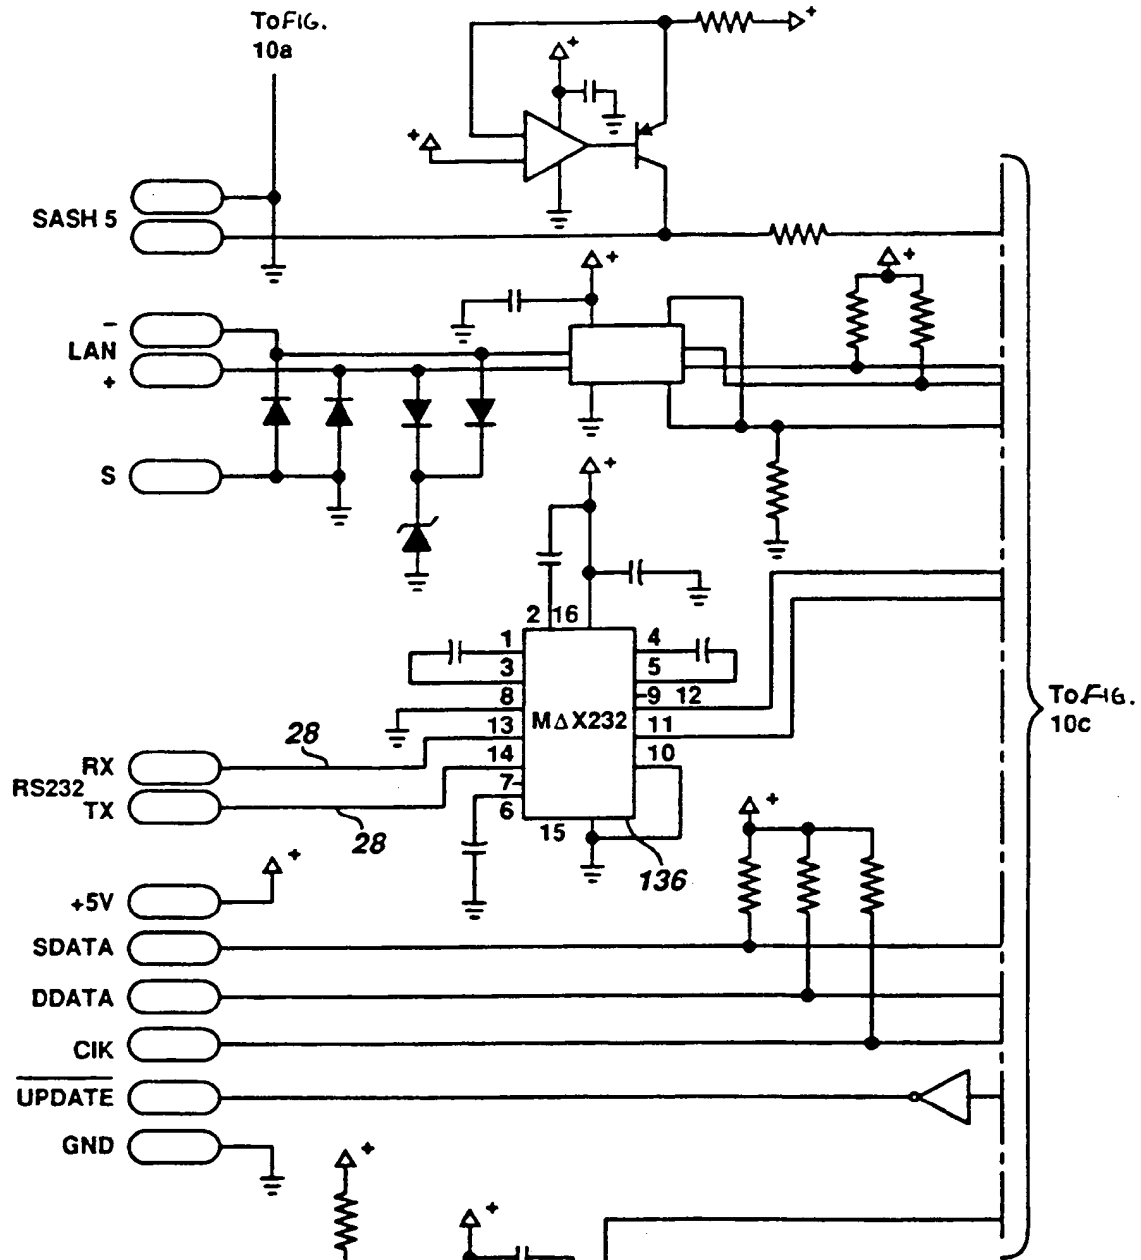 To FIG.
10a
+
+
+
SASH 5
+
+
−
LAN
+
S
+
2 16
1
3
8
13
14
7
6
15
4
5
9 12
11
10
MΔX232
To FIG.
10c
28
RX
RS232
TX
28
136
+
+
+5V
SDATA
DDATA
CIK
UPDATE
GND
+
+